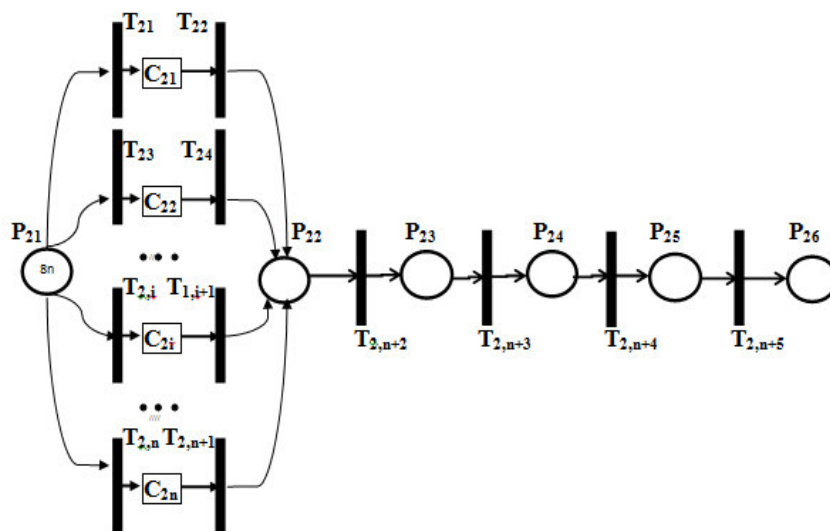 T21 T22
C21
T23 T24
C22
P21 P22 P23 P24 P25 P26
8n
T2,i T1,i+1
T2,n+2 T2,n+3 T2,n+4 T2,n+5
C2i
T2,n T2,n+1
C2n